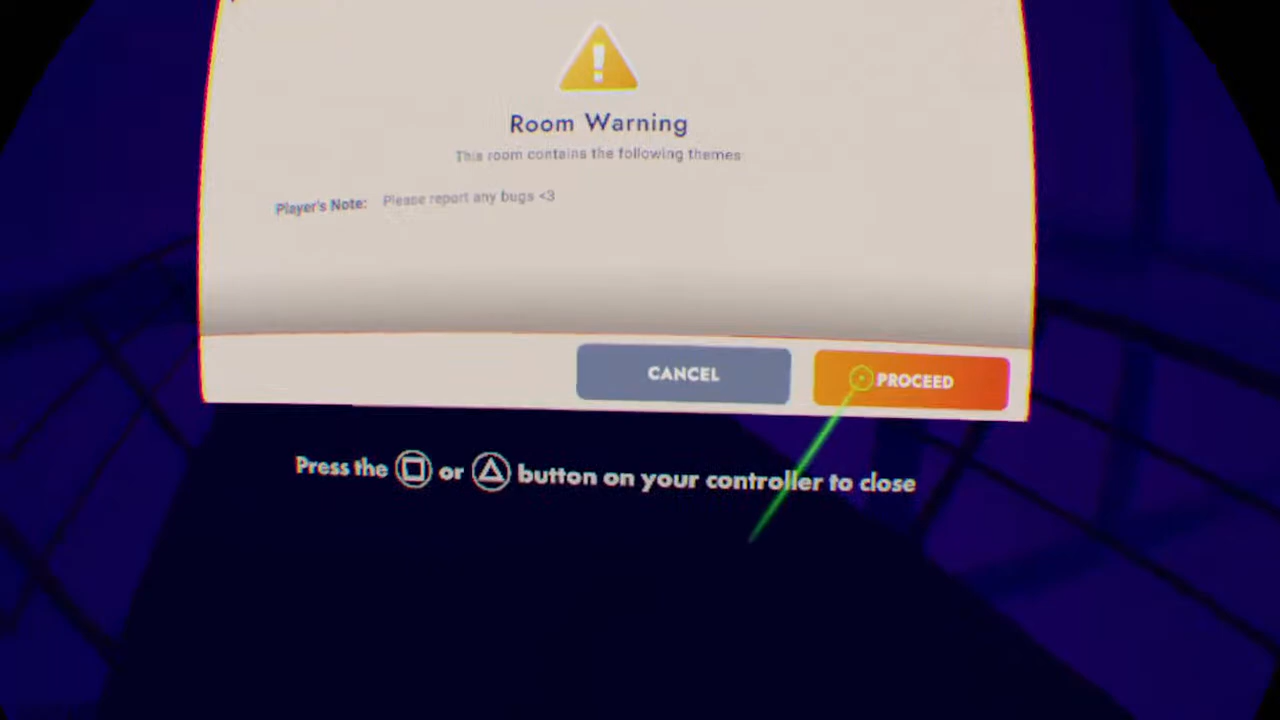 Room Warning
This room contains the following themes
Player's Note: Please report any bugs <3
CANCEL
PROCEED
Press the or button on your controller to close